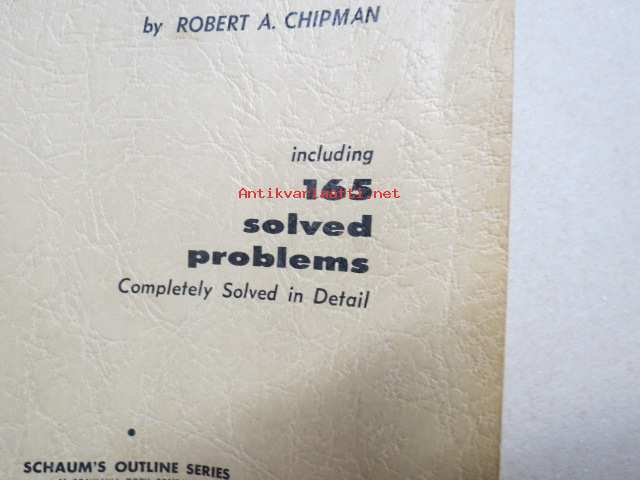 by ROBERT A. CHIPMAN
including
165
Antikvariaatti.net
solved
problems
Completely Solved in Detail
SCHAUM'S OUTLINE SERIES